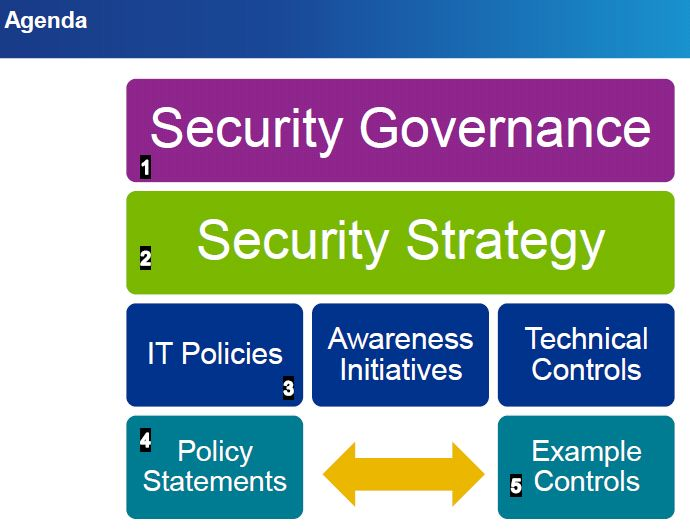 Agenda
Security Governance
1
Security Strategy
2
IT Policies
3
Awareness
Initiatives
Technical
Controls
4
Policy
Statements
Example
5 Controls